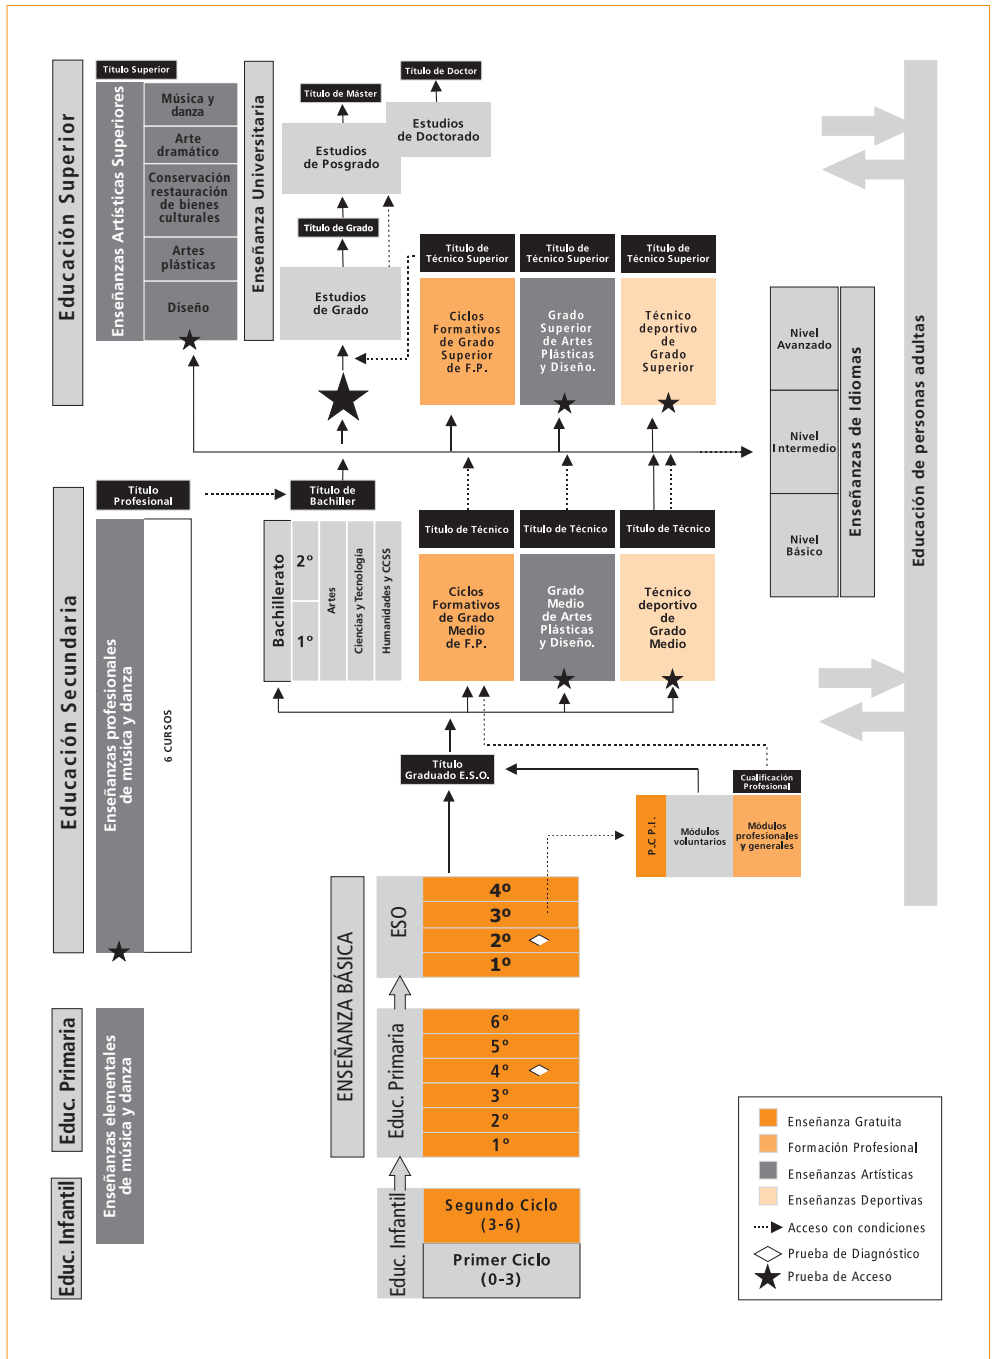 Educación Superior
Título Superior
Enseñanzas Artísticas Superiores
Música y
danza
Arte
dramático
Conservación
restauración
de bienes
culturales
Artes
plásticas
Diseño
Enseñanza Universitaria
Título de Doctor
Título de Máster
Estudios
de Doctorado
Estudios
de Posgrado
Título de Grado
Estudios
de Grado
Título de
Técnico Superior
Título de
Técnico Superior
Título de
Técnico Superior
Ciclos
Formativos
de Grado
Superior
de F.P.
Grado
Superior
de Artes
Plásticas
y Diseño.
Técnico
deportivo
de
Grado
Superior
Nivel
Avanzado
Nivel
Intermedio
Nivel
Básico
Enseñanzas de Idiomas
Educación de personas adultas
Educación Secundaria
Título
Profesional
Enseñanzas profesionales
de música y danza
6 CURSOS
Título de
Bachiller
Bachillerato
2º
1º
Artes
Ciencias y Tecnología
Humanidades y CCSS
Título de Técnico
Título de Técnico
Título de Técnico
Ciclos
Formativos
de Grado
Medio
de F.P.
Grado
Medio
de Artes
Plásticas
y Diseño.
Técnico
deportivo
de
Grado
Medio
Título
Graduado E.S.O.
Cualificación
Profesional
P.C P.I.
Módulos
voluntarios
Módulos
profesionales
y generales
ENSEÑANZA BÁSICA
ESO
4º
3º
2º
1º
Educ. Primaria
Enseñanzas elementales
de música y danza
Educ. Primaria
6º
5º
4º
3º
2º
1º
Educ. Infantil
Educ. Infantil
Segundo Ciclo
(3-6)
Primer Ciclo
(0-3)
Enseñanza Gratuita
Formación Profesional
Enseñanzas Artísticas
Enseñanzas Deportivas
Acceso con condiciones
Prueba de Diagnóstico
Prueba de Acceso